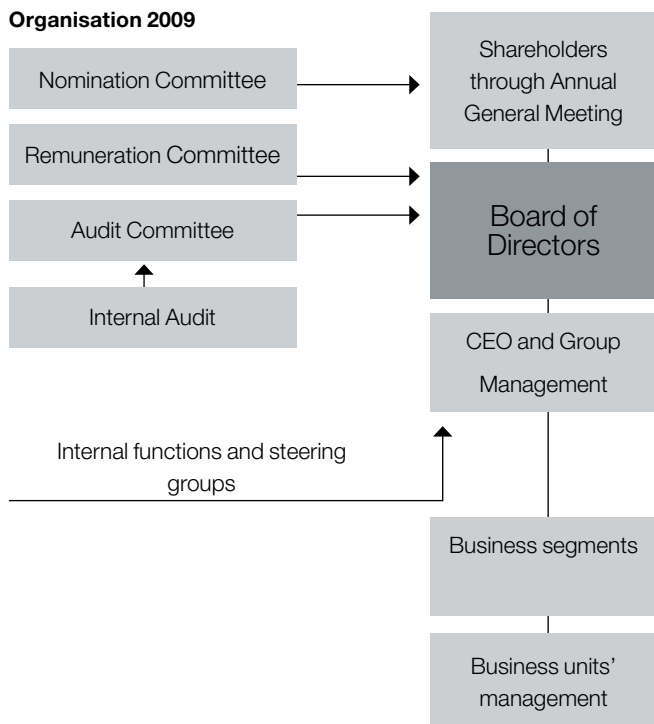 Organisation 2009
Nomination Committee
Remuneration Committee
Audit Committee
Internal Audit
Internal functions and steering
groups
Shareholders
through Annual
General Meeting
Board of
Directors
CEO and Group
Management
Business segments
Business units’
management